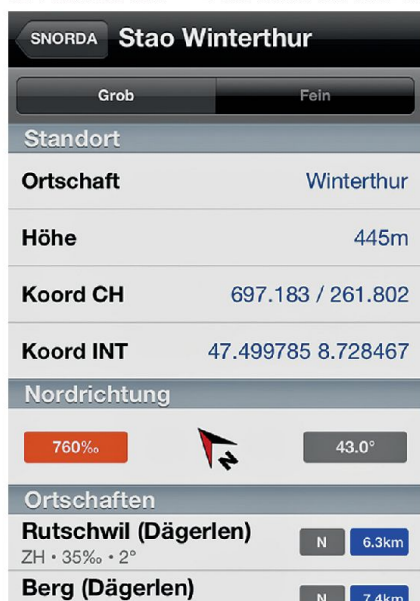 SNORDA Stao Winterthur
Grob Fein
Standort
Ortschaft Winterthur
Höhe 445m
Koord CH 697.183 / 261.802
Koord INT 47.499785 8.728467
Nordrichtung
760‰ N 43.0°
Ortschaften
Rutschwil (Dägerlen)
N 6.3km
ZH • 35‰ • 2°
Berg (Dägerlen)
N 7.4km